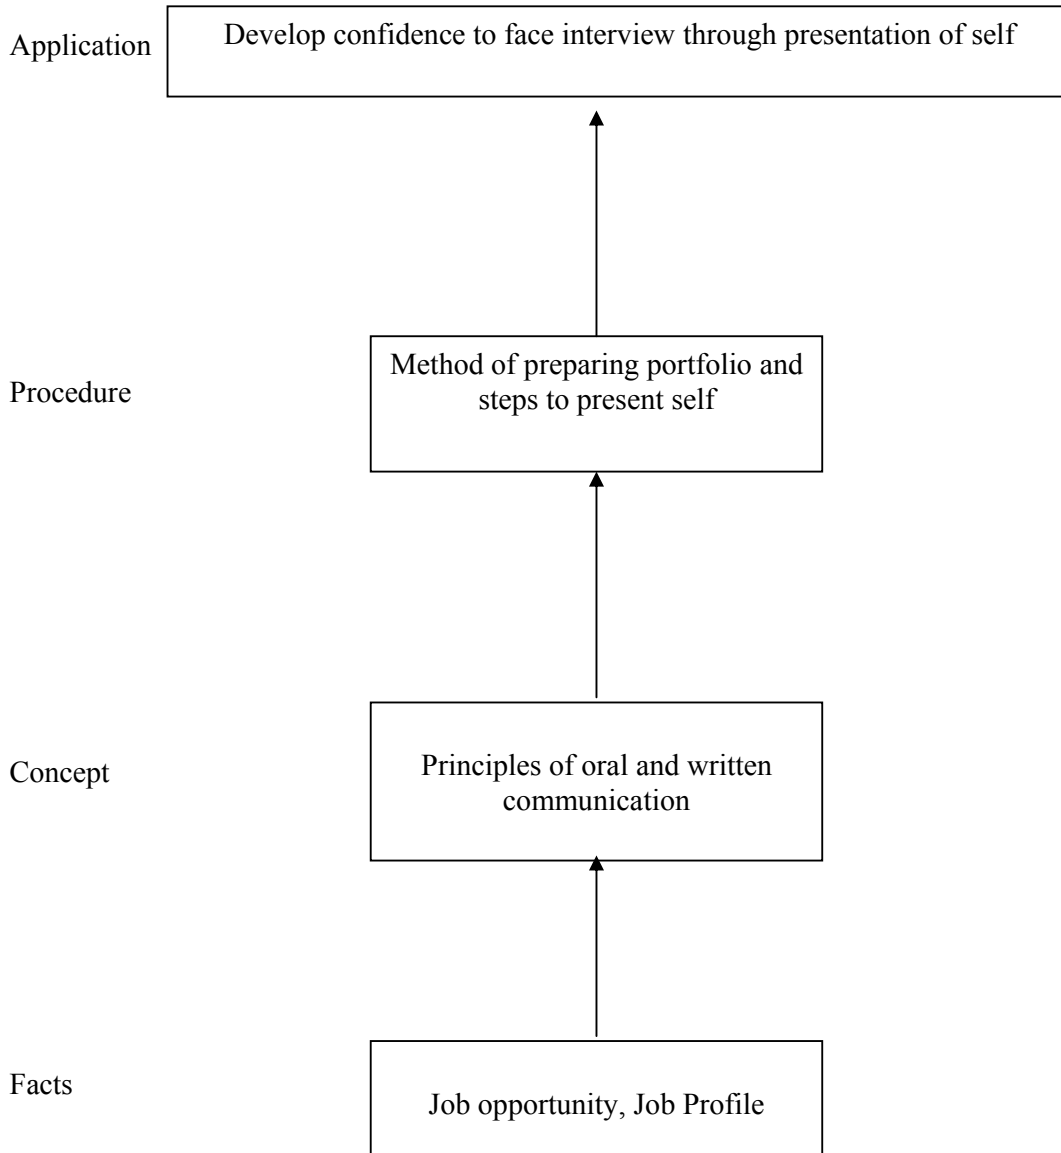 Application
Develop confidence to face interview through presentation of self
Procedure
Method of preparing portfolio and
steps to present self
Concept
Principles of oral and written
communication
Facts
Job opportunity, Job Profile